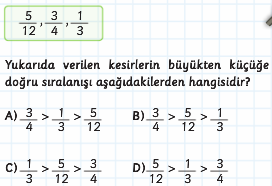 5/12, 3/4, 1/3
Yukarıda verilen kesirlerin büyükten küçüğe
doğru sıralanışı aşağıdakilerden hangisidir?
A) 3/4 > 1/3 > 5/12 B) 3/4 > 5/12 > 1/3
C) 1/3 > 5/12 > 3/4 D) 5/12 > 1/3 > 3/4